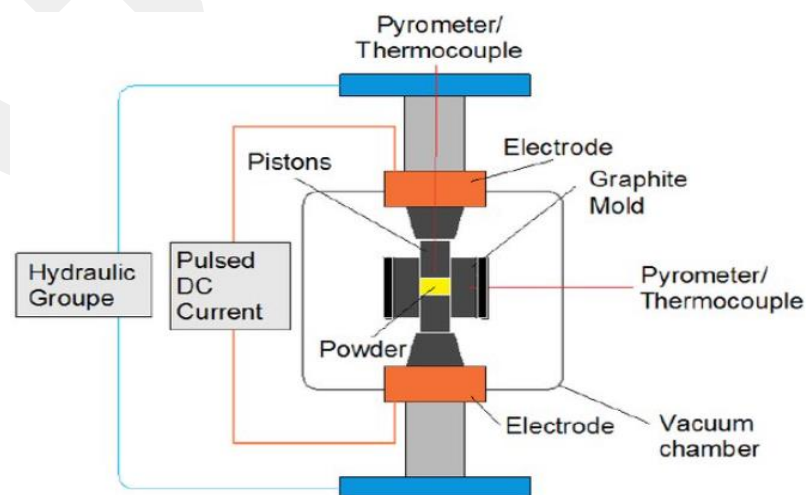 Pyrometer/
Thermocouple
Electrode
Pistons
Graphite
Mold
Hydraulic
Groupe
Pulsed
DC
Current
Pyrometer/
Thermocouple
Powder
Electrode
Vacuum
chamber